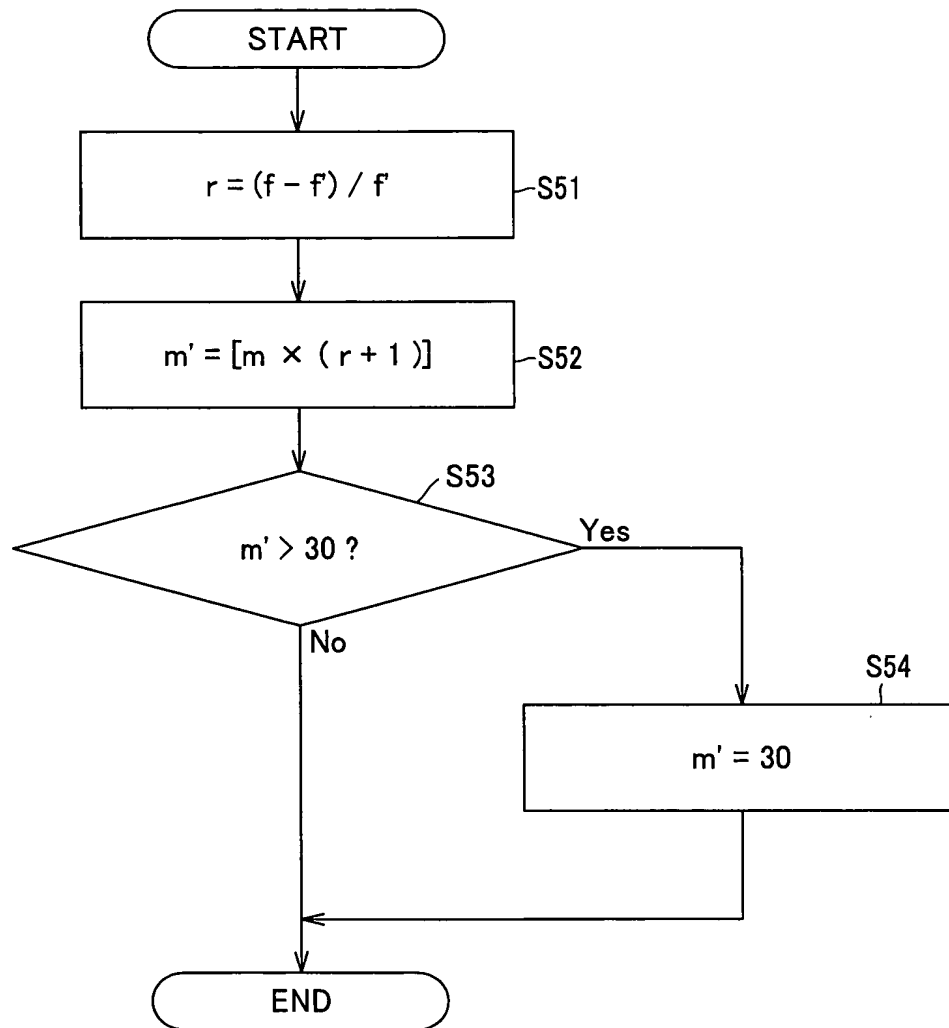 START
r = (f - f') / f'
S51
m' = [m × ( r + 1 )]
S52
S53
m' > 30 ?
Yes
No
S54
m' = 30
END